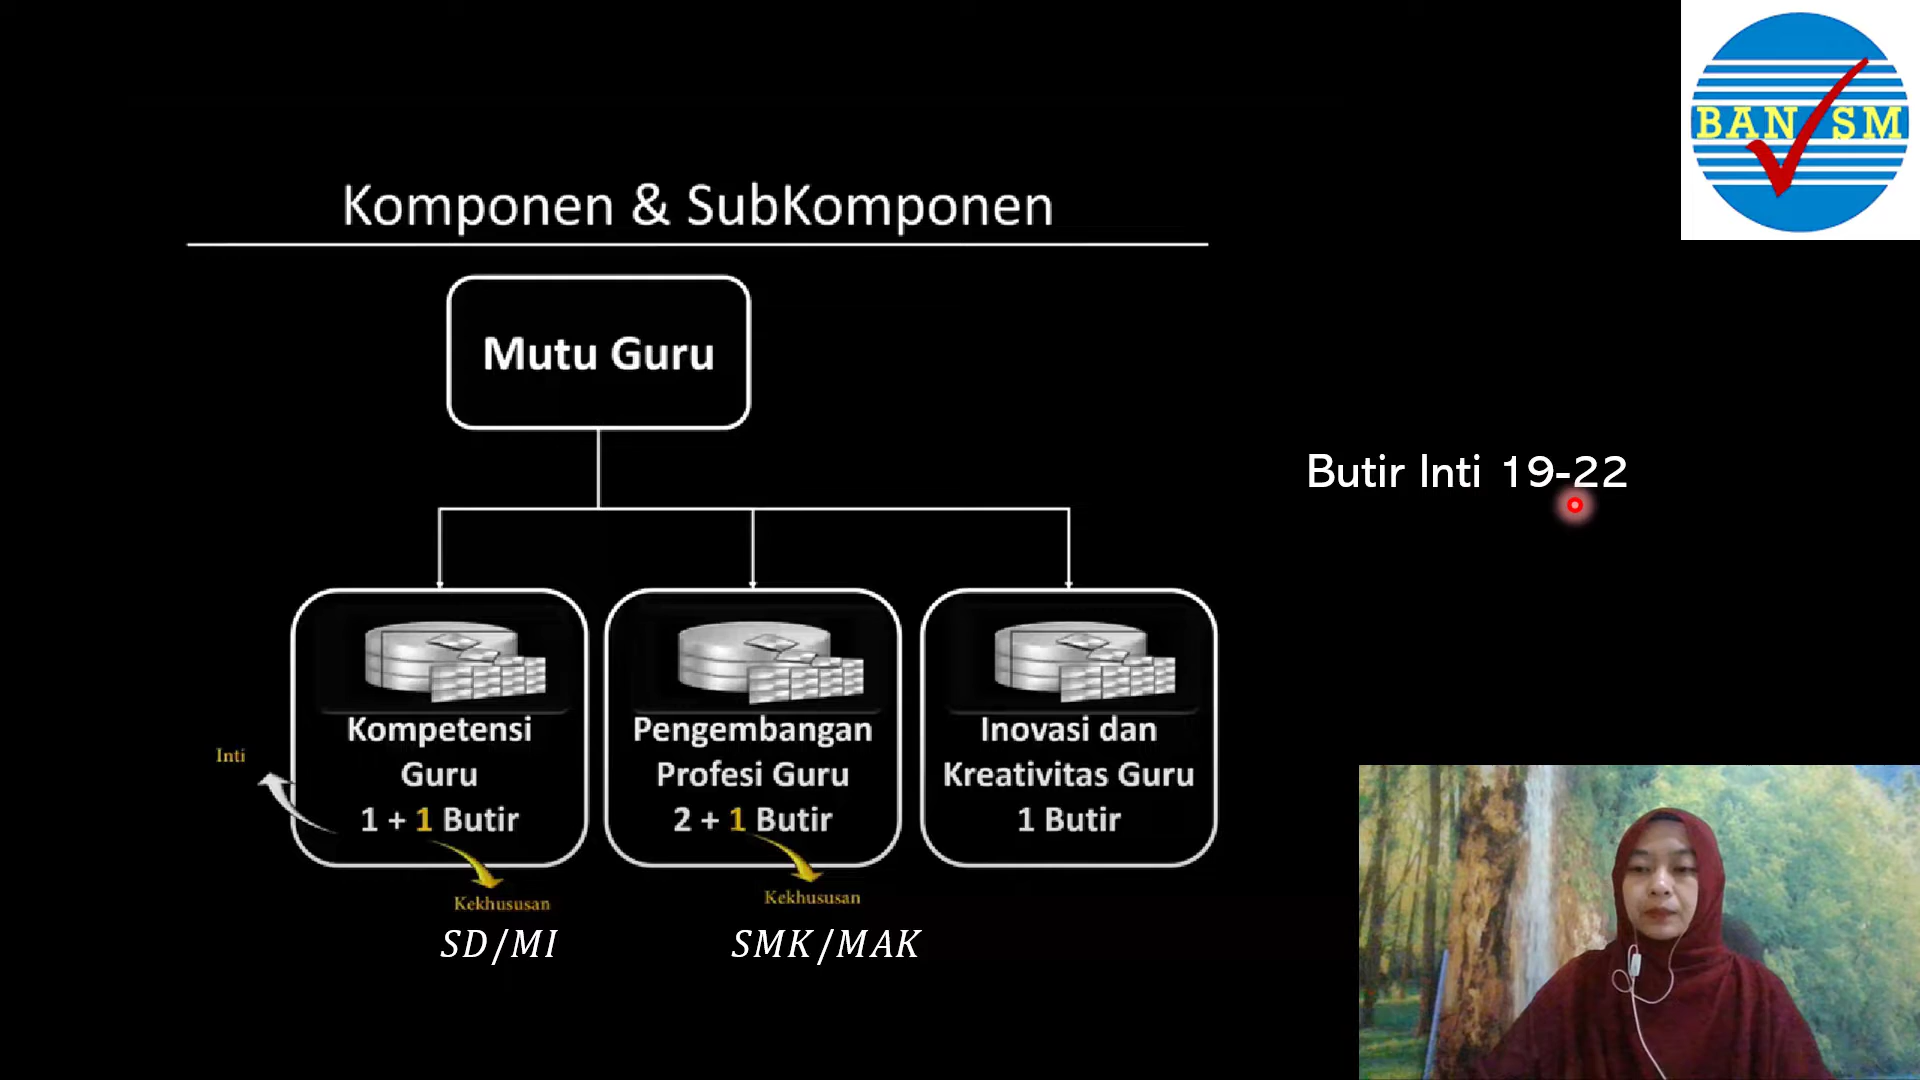 BAN SM
Komponen & SubKomponen
Mutu Guru
Butir Inti 19-22
Kompetensi
Guru
1 + 1 Butir
Pengembangan
Profesi Guru
2 + 1 Butir
Inovasi dan
Kreativitas Guru
1 Butir
Inti
Kekhususan
Kekhususan
SD/MI
SMK/MAK